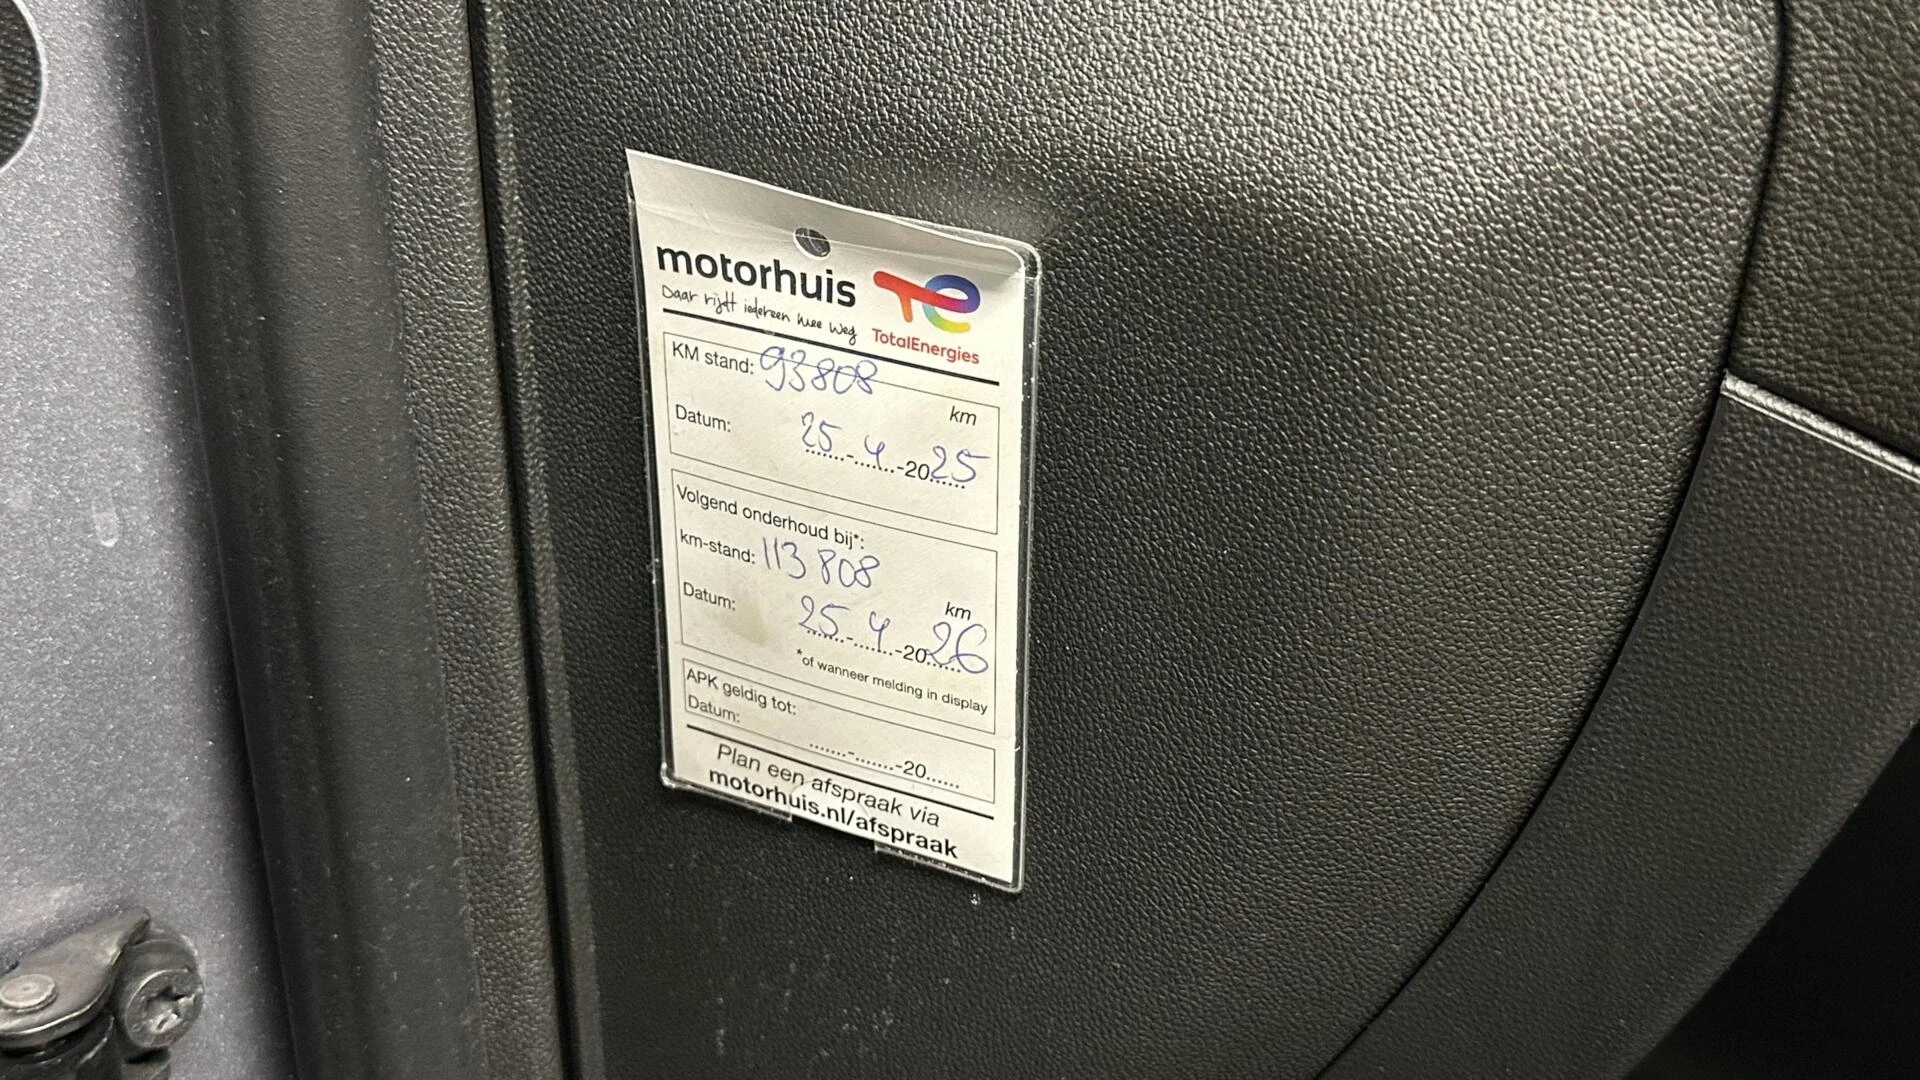 motorhuis
Daar rijdt iedereen mee weg
TotalEnergies
KM stand: 93808 km
Datum: 25-4-2025
Volgend onderhoud bij*:
km-stand: 113808 km
Datum: 25-4-2026
*of wanneer melding in display
APK geldig tot:
Datum: ......-......-20......
Plan een afspraak via
motorhuis.nl/afspraak